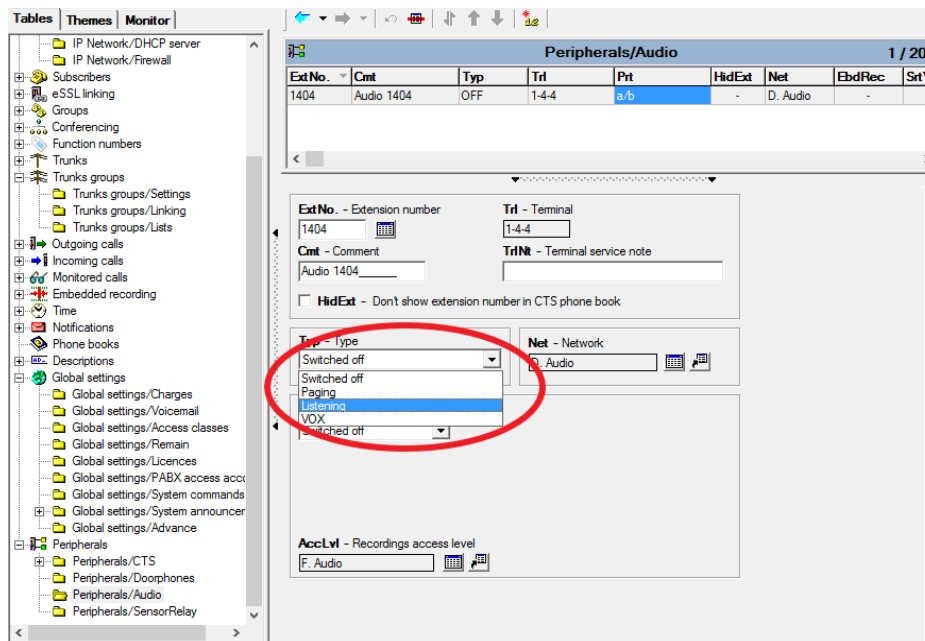 Tables Themes Monitor
IP Network/DHCP server
IP Network/Firewall
Subscribers
eSSL linking
Groups
Conferencing
Function numbers
Trunks
Trunks groups
Trunks groups/Settings
Trunks groups/Linking
Trunks groups/Lists
Outgoing calls
Incoming calls
Monitored calls
Embedded recording
Time
Notifications
Phone books
Descriptions
Global settings
Global settings/Charges
Global settings/Voicemail
Global settings/Access classes
Global settings/Remain
Global settings/Licences
Global settings/PABX access acc
Global settings/System commands
Global settings/System announcer
Global settings/Advance
Peripherals
Peripherals/CTS
Peripherals/Doorphones
Peripherals/Audio
Peripherals/SensorRelay
Peripherals/Audio 1 / 20
ExtNo. Cmt Typ Trl Prt HidExt Net EbdRec Srt
1404 Audio 1404 OFF 1-4-4 a/b - D. Audio -
ExtNo. - Extension number Trl - Terminal
1404 1-4-4
Cmt - Comment TrlNt - Terminal service note
Audio 1404______
HidExt - Don't show extension number in CTS phone book
Typ - Type Net - Network
Switched off D. Audio
Switched off
Paging
Listening
VOX
Switched off
AccLvl - Recordings access level
F. Audio